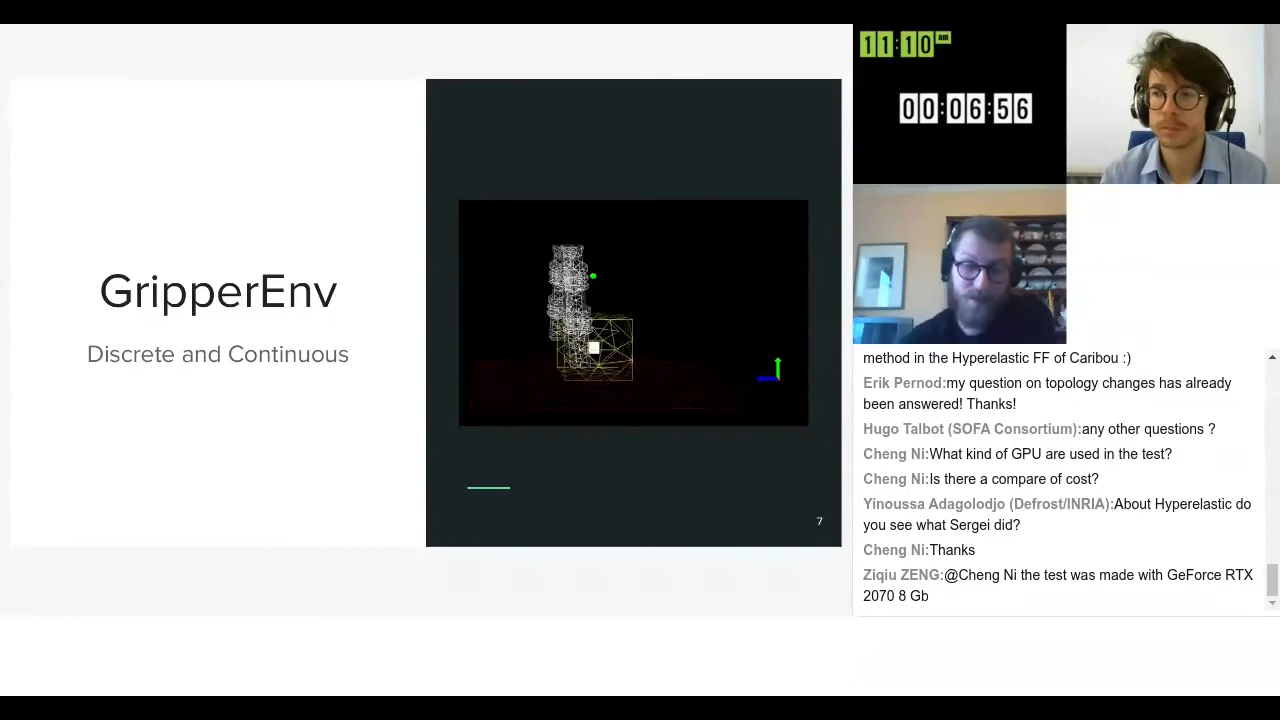 GripperEnv
Discrete and Continuous
7
11:10 am
00:06:56
method in the Hyperelastic FF of Caribou :)
Erik Pernod:my question on topology changes has already
been answered! Thanks!
Hugo Talbot (SOFA Consortium):any other questions ?
Cheng Ni:What kind of GPU are used in the test?
Cheng Ni:Is there a compare of cost?
Yinoussa Adagolodjo (Defrost/INRIA):About Hyperelastic do
you see what Sergei did?
Cheng Ni:Thanks
Ziqiu ZENG:@Cheng Ni the test was made with GeForce RTX
2070 8 Gb